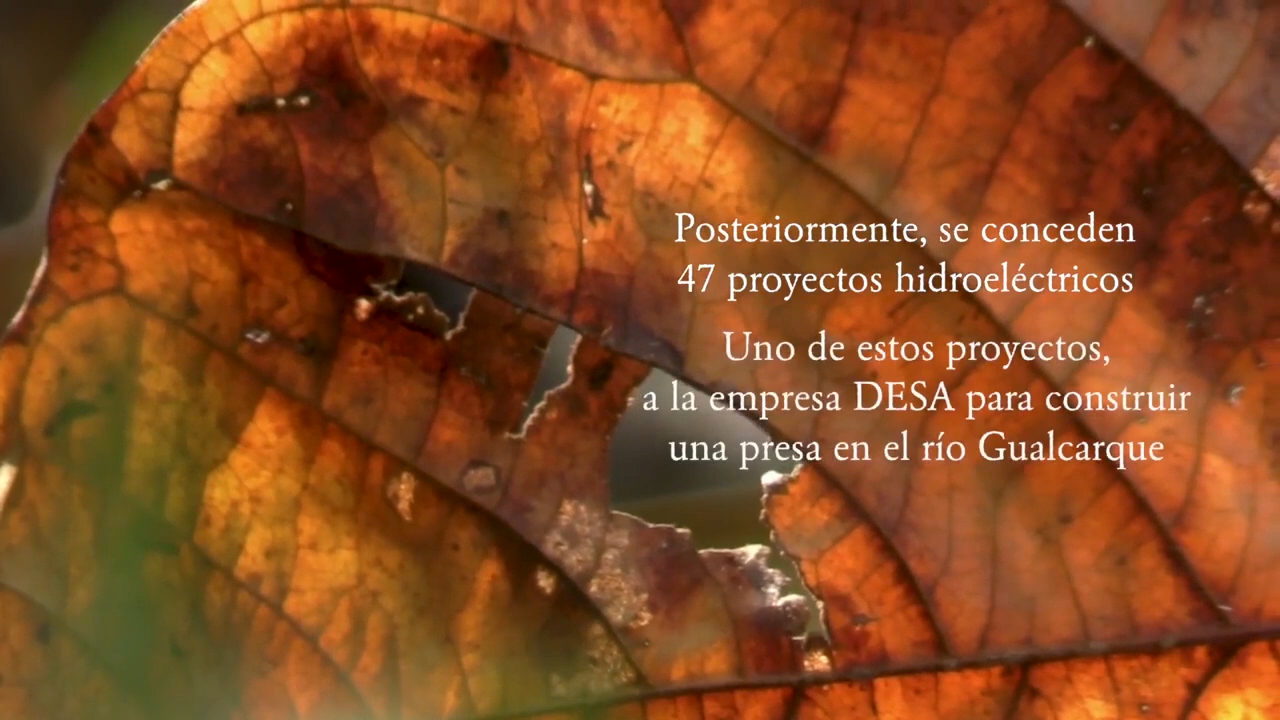 Posteriormente, se conceden
47 proyectos hidroeléctricos
Uno de estos proyectos,
a la empresa DESA para construir
una presa en el río Gualcarque